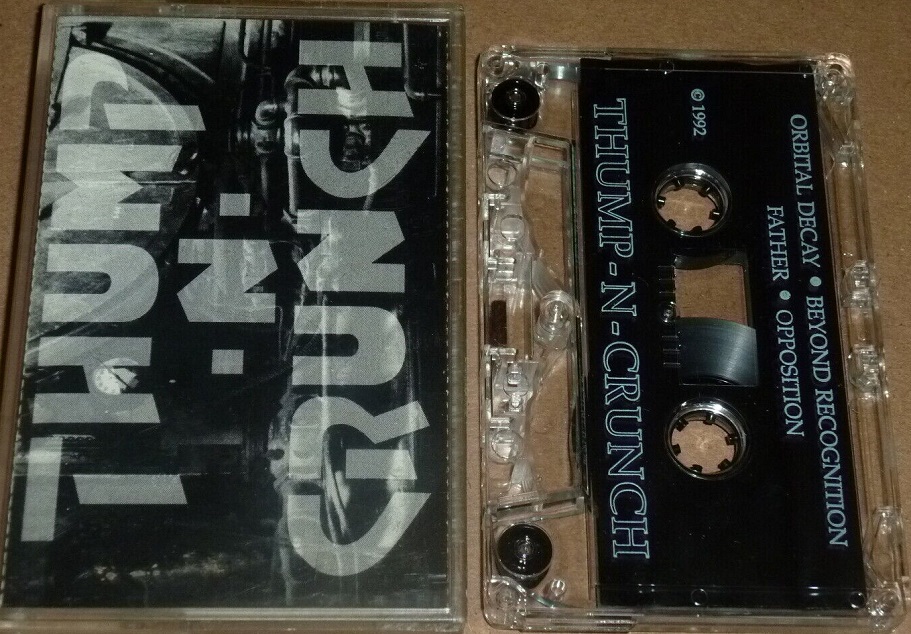 THUMP
-N-
CRUNCH
ORBITAL DECAY • BEYOND RECOGNITION
FATHER • OPPOSITION
© 1992
THUMP-N-CRUNCH